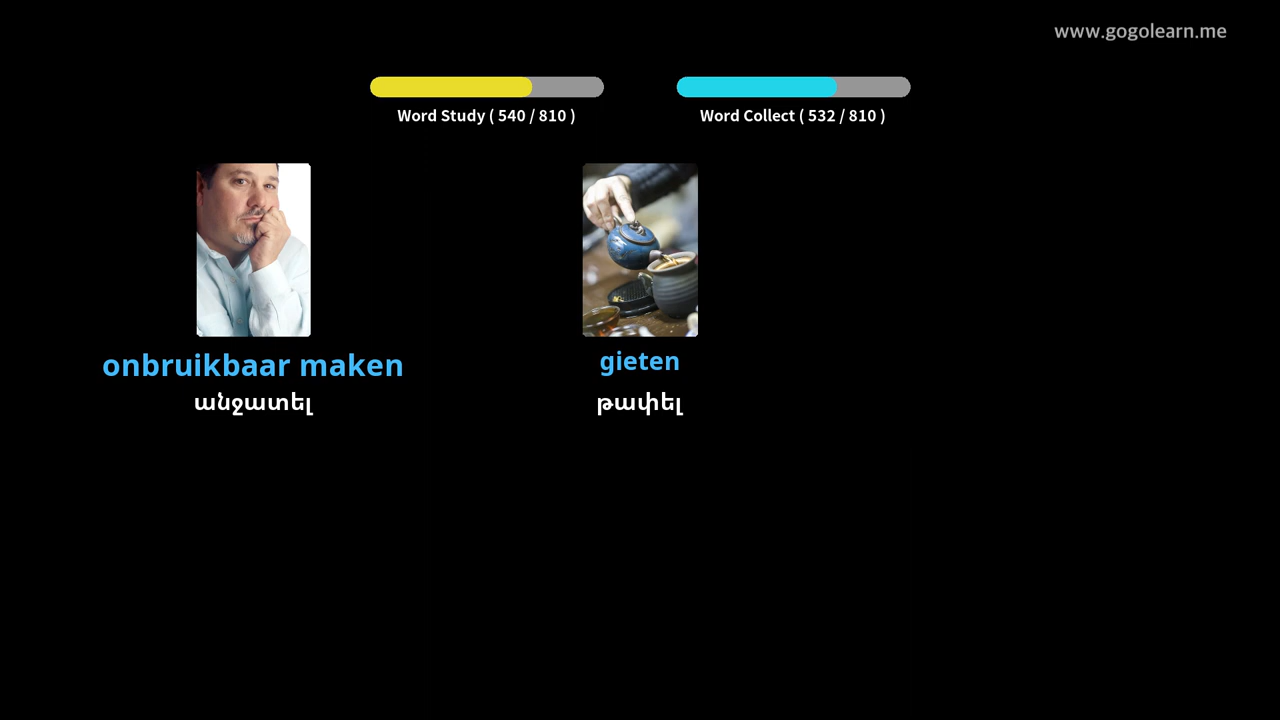 www.gogolearn.me
Word Study ( 540 / 810 )
Word Collect ( 532 / 810 )
onbruikbaar maken
անջատել
gieten
թափել